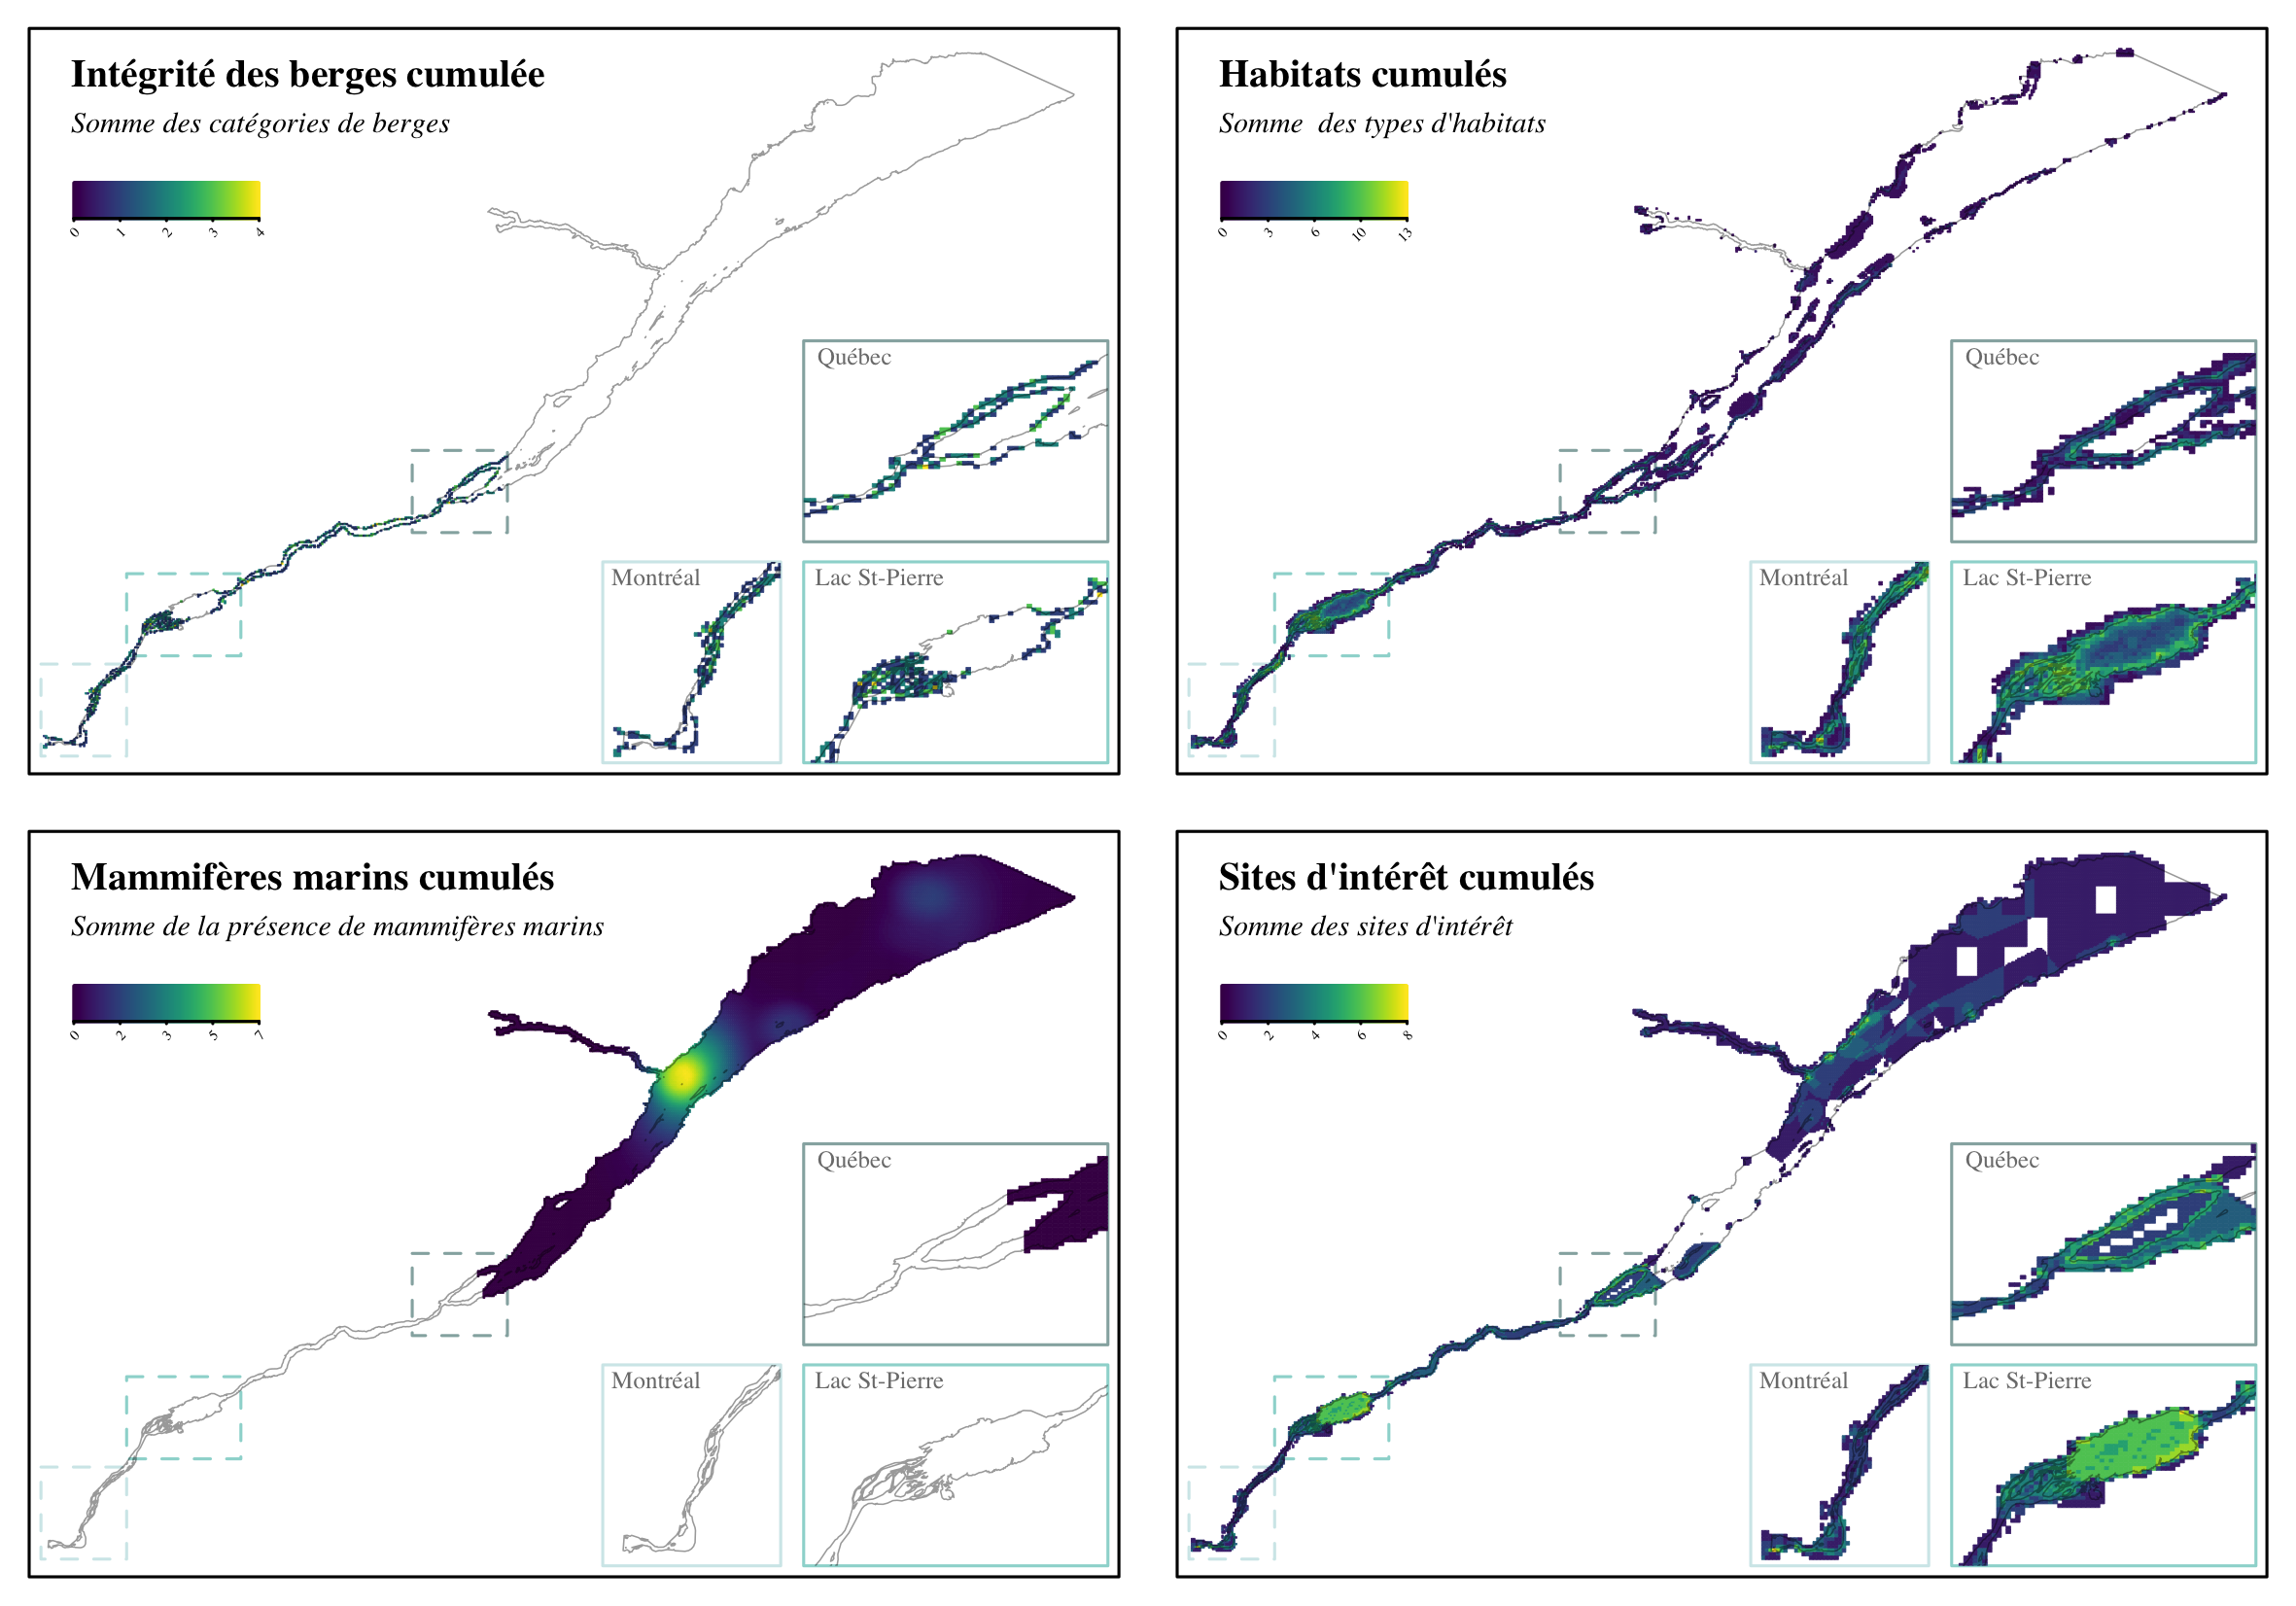 Intégrité des berges cumulée
Somme des catégories de berges
0 1 2 3 4
Québec
Montréal
Lac St-Pierre
Habitats cumulés
Somme  des types d'habitats
0 3 6 10 13
Québec
Montréal
Lac St-Pierre
Mammifères marins cumulés
Somme de la présence de mammifères marins
0 2 3 5 7
Québec
Montréal
Lac St-Pierre
Sites d'intérêt cumulés
Somme des sites d'intérêt
0 2 4 6 8
Québec
Montréal
Lac St-Pierre